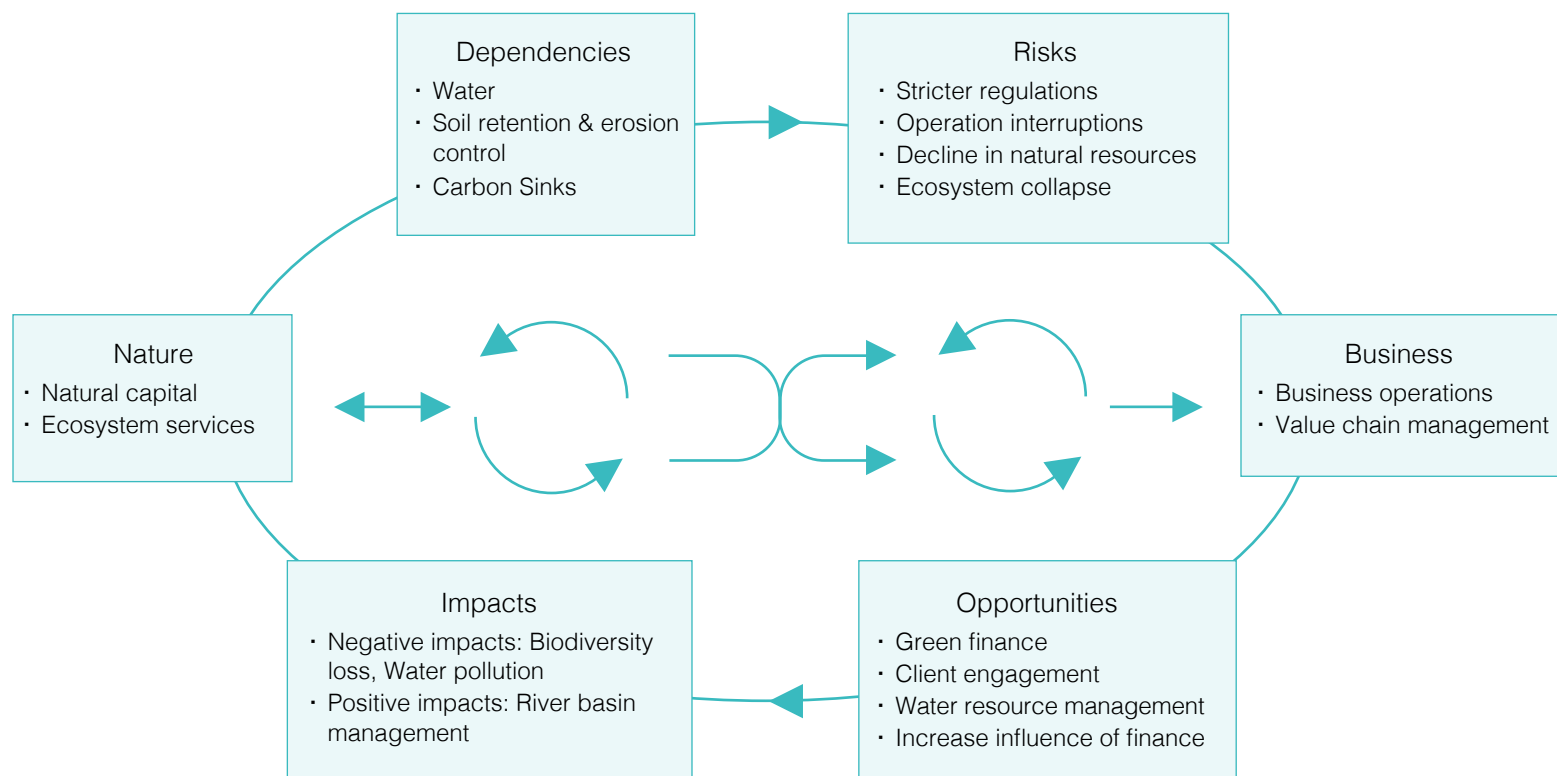 Dependencies
· Water
· Soil retention & erosion
control
· Carbon Sinks
Risks
· Stricter regulations
· Operation interruptions
· Decline in natural resources
· Ecosystem collapse
Nature
· Natural capital
· Ecosystem services
Business
· Business operations
· Value chain management
Impacts
· Negative impacts: Biodiversity
loss, Water pollution
· Positive impacts: River basin
management
Opportunities
· Green finance
· Client engagement
· Water resource management
· Increase influence of finance